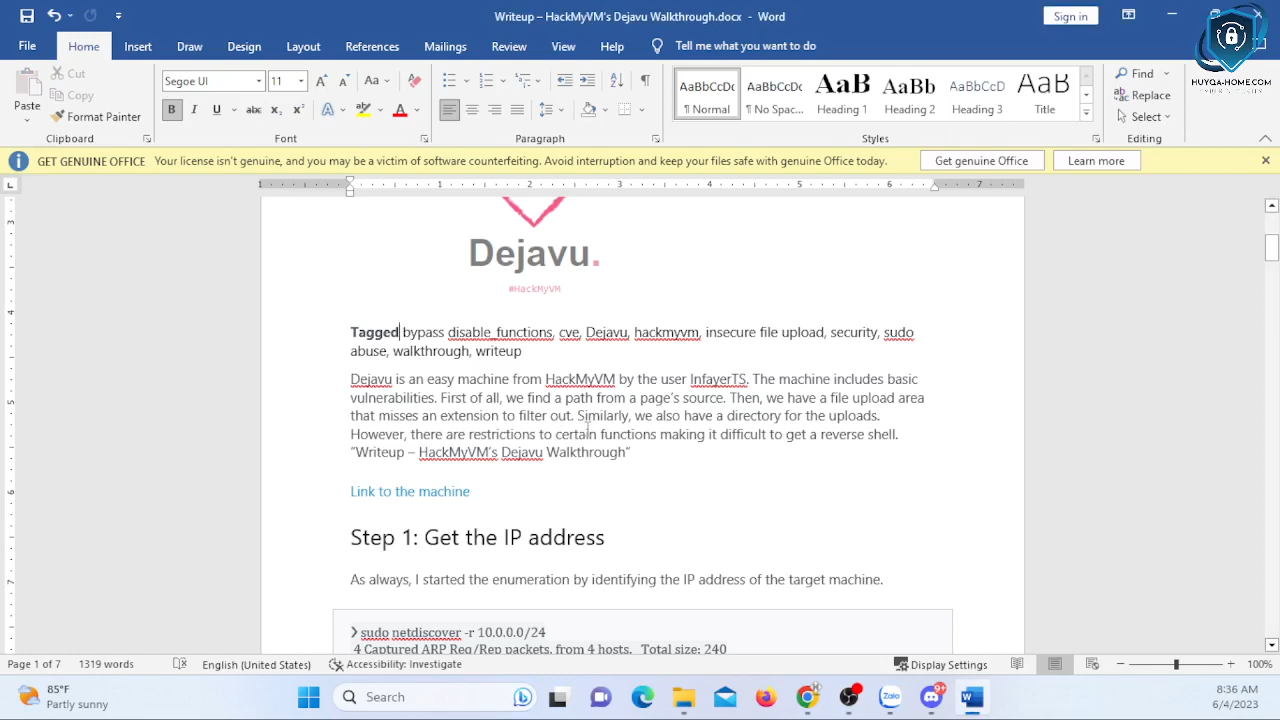 Writeup – HackMyVM's Dejavu Walkthrough.docx - Word
Sign in
File Home Insert Draw Design Layout References Mailings Review View Help Tell me what you want to do
HUYQHOME.COM
Paste
Cut
Copy
Format Painter
Clipboard
Segoe UI 11
Font
Paragraph
AaBbCcDc AaBbCcDc AaB AaBb AaBbCcD AaB
¶ Normal ¶ No Spac... Heading 1 Heading 2 Heading 3 Title
Styles
Find
Replace
Select
Editing
GET GENUINE OFFICE Your license isn't genuine, and you may be a victim of software counterfeiting. Avoid interruption and keep your files safe with genuine Office today. Get genuine Office Learn more
Dejavu.
#HackMyVM
Tagged bypass disable_functions, cve, Dejavu, hackmyvm, insecure file upload, security, sudo
abuse, walkthrough, writeup
Dejavu is an easy machine from HackMyVM by the user InfayerTS. The machine includes basic
vulnerabilities. First of all, we find a path from a page's source. Then, we have a file upload area
that misses an extension to filter out. Similarly, we also have a directory for the uploads.
However, there are restrictions to certain functions making it difficult to get a reverse shell.
"Writeup – HackMyVM's Dejavu Walkthrough"
Link to the machine
Step 1: Get the IP address
As always, I started the enumeration by identifying the IP address of the target machine.
❯ sudo netdiscover -r 10.0.0.0/24
4 Captured ARP Req/Rep packets, from 4 hosts. Total size: 240
Page 1 of 7 1319 words English (United States) Accessibility: Investigate Display Settings 100%
85°F
Partly sunny
Search
Zalo
9+
8:36 AM
6/4/2023